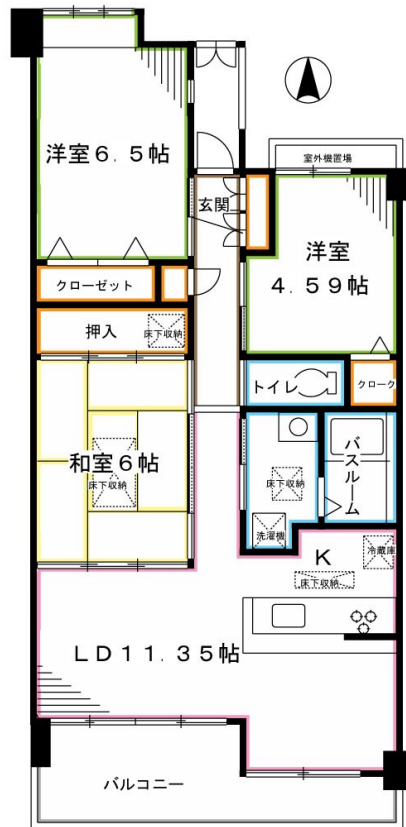 洋室6.5帖
室外機置場
玄関
洋室
4.59帖
クローゼット
押入
床下収納
トイレ
クローク
和室6帖
床下収納
床下収納
バスルーム
洗濯機
K
冷蔵庫
床下収納
LD11.35帖
バルコニー